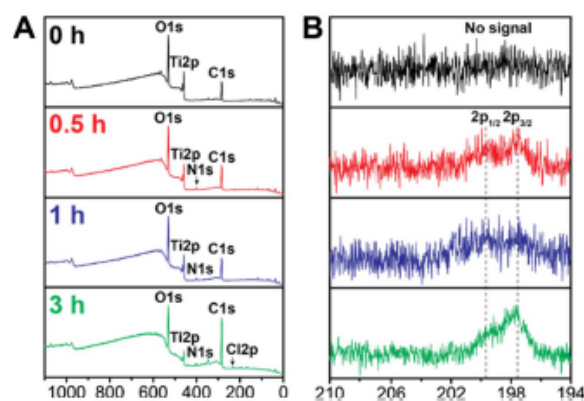 A
B
0 h
O1s
Ti2p
C1s
No signal
0.5 h
O1s
Ti2p
N1s
C1s
2p1/2 2p3/2
1 h
O1s
Ti2p
N1s
C1s
3 h
O1s
Ti2p
N1s
C1s
Cl2p
1000 800 600 400 200 0
210 206 202 198 194